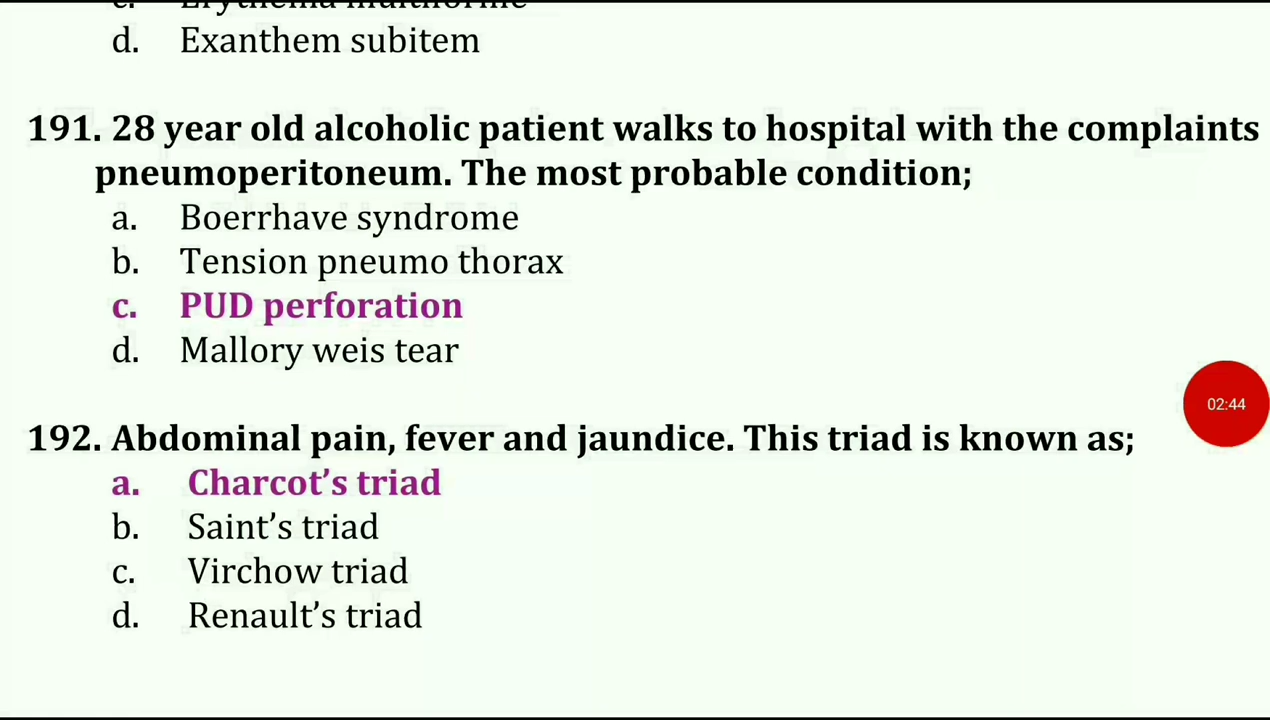 d. Exanthem subitem
191. 28 year old alcoholic patient walks to hospital with the complaints
pneumoperitoneum. The most probable condition;
a. Boerrhave syndrome
b. Tension pneumo thorax
c. PUD perforation
d. Mallory weis tear
02:44
192. Abdominal pain, fever and jaundice. This triad is known as;
a. Charcot’s triad
b. Saint’s triad
c. Virchow triad
d. Renault’s triad